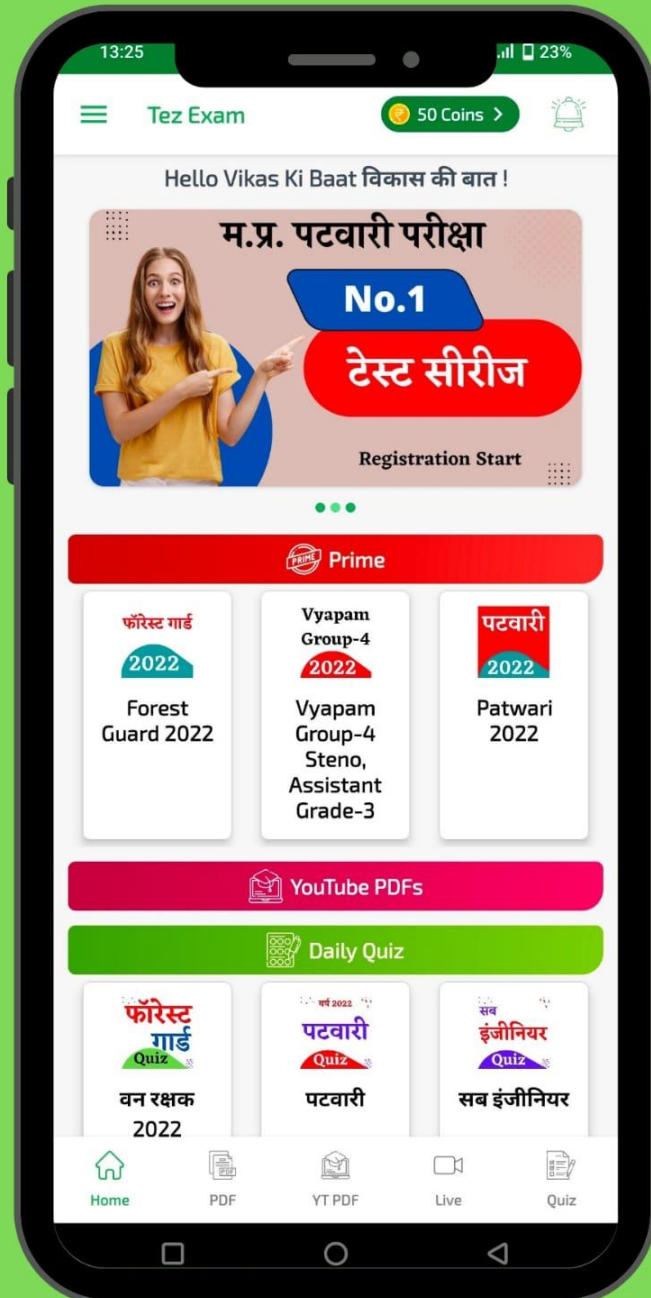 13:25
23%
Tez Exam
50 Coins >
Hello Vikas Ki Baat विकास की बात !
म.प्र. पटवारी परीक्षा
No.1
टेस्ट सीरीज
Registration Start
PRIME Prime
फॉरेस्ट गार्ड
2022
Forest
Guard 2022
Vyapam
Group-4
2022
Vyapam
Group-4
Steno,
Assistant
Grade-3
पटवारी
2022
Patwari
2022
YouTube PDFs
Daily Quiz
फॉरेस्ट
गार्ड
Quiz
वन रक्षक
2022
वर्ष 2022
पटवारी
Quiz
पटवारी
सब
इंजीनियर
Quiz
सब इंजीनियर
Home
PDF
YT PDF
Live
Quiz